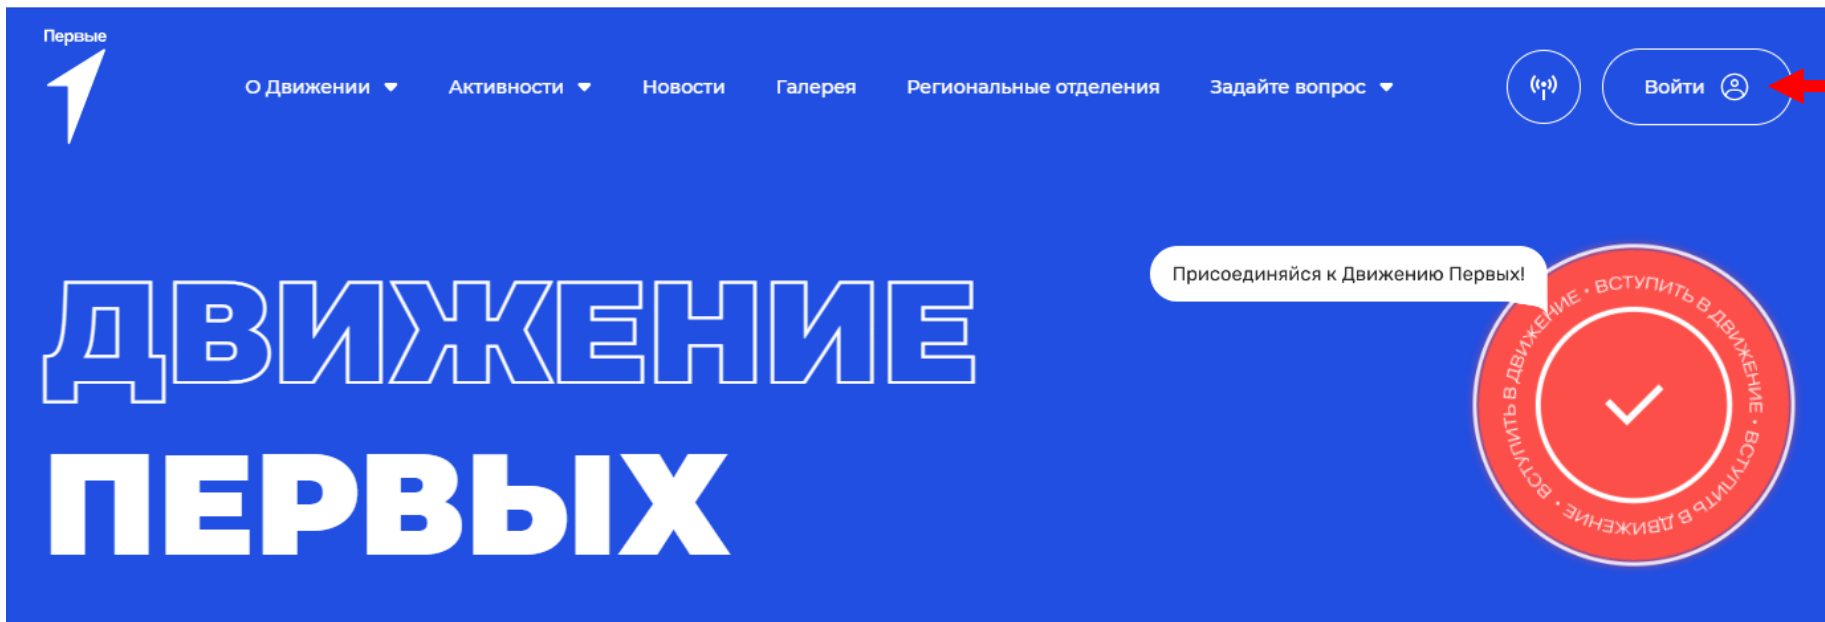 Первые
О Движении
Активности
Новости
Галерея
Региональные отделения
Задайте вопрос
Войти
Присоединяйся к Движению Первых!
ДВИЖЕНИЕ
ПЕРВЫХ
ВСТУПИТЬ В ДВИЖЕНИЕ • ВСТУПИТЬ В ДВИЖЕНИЕ • ВСТУПИТЬ В ДВИЖЕНИЕ •